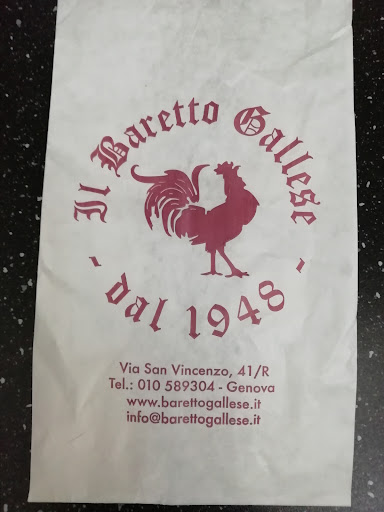 Il Baretto Gallese
- dal 1948 -
Via San Vincenzo, 41/R
Tel.: 010 589304 - Genova
www.barettogallese.it
info@barettogallese.it